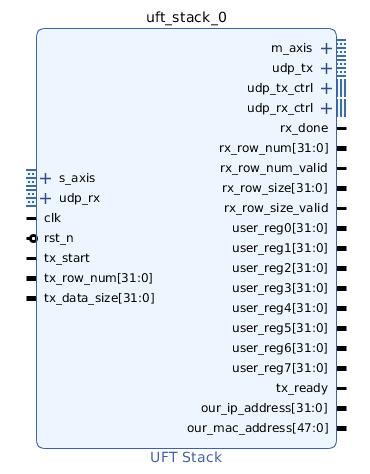 uft_stack_0
m_axis
udp_tx
udp_tx_ctrl
udp_rx_ctrl
rx_done
rx_row_num[31:0]
rx_row_num_valid
rx_row_size[31:0]
rx_row_size_valid
user_reg0[31:0]
user_reg1[31:0]
user_reg2[31:0]
user_reg3[31:0]
user_reg4[31:0]
user_reg5[31:0]
user_reg6[31:0]
user_reg7[31:0]
tx_ready
our_ip_address[31:0]
our_mac_address[47:0]
s_axis
udp_rx
clk
rst_n
tx_start
tx_row_num[31:0]
tx_data_size[31:0]
UFT Stack